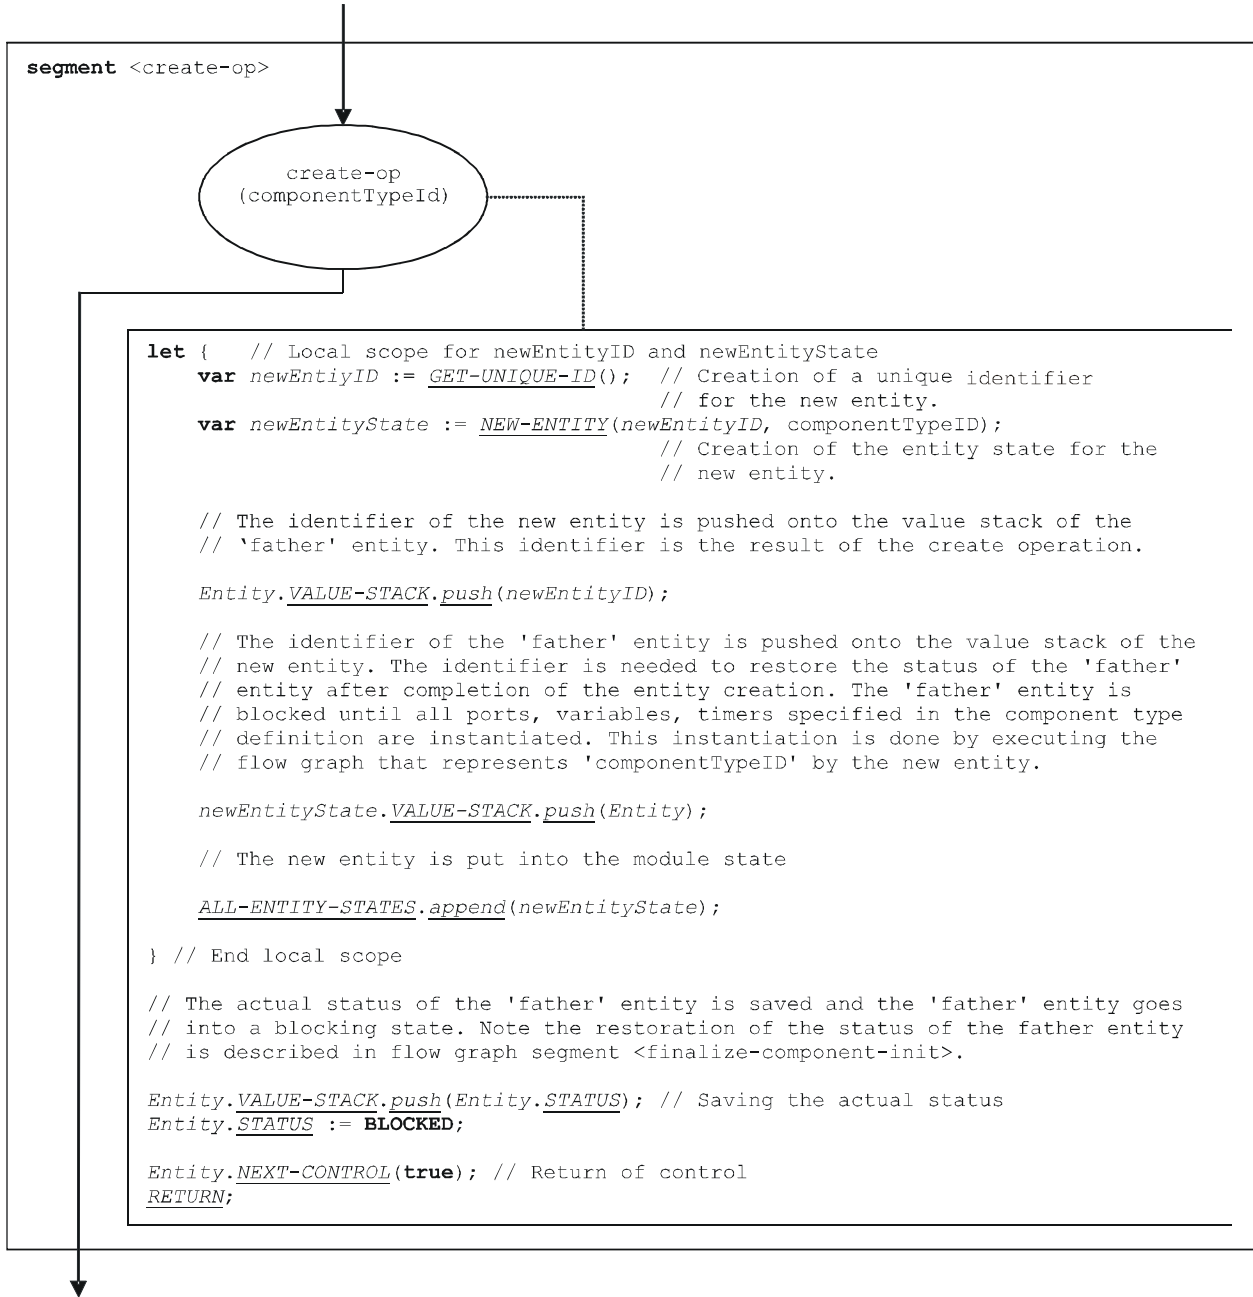 segment <create-op>
create-op
(componentTypeId)
let {   // Local scope for newEntityID and newEntityState
var newEntiyID := GET-UNIQUE-ID();  // Creation of a unique identifier
// for the new entity.
var newEntityState := NEW-ENTITY(newEntityID, componentTypeID);
// Creation of the entity state for the
// new entity.
// The identifier of the new entity is pushed onto the value stack of the
// ‘father' entity. This identifier is the result of the create operation.
Entity.VALUE-STACK.push(newEntityID);
// The identifier of the 'father' entity is pushed onto the value stack of the
// new entity. The identifier is needed to restore the status of the 'father'
// entity after completion of the entity creation. The 'father' entity is
// blocked until all ports, variables, timers specified in the component type
// definition are instantiated. This instantiation is done by executing the
// flow graph that represents 'componentTypeID' by the new entity.
newEntityState.VALUE-STACK.push(Entity);
// The new entity is put into the module state
ALL-ENTITY-STATES.append(newEntityState);
} // End local scope
// The actual status of the 'father' entity is saved and the 'father' entity goes
// into a blocking state. Note the restoration of the status of the father entity
// is described in flow graph segment <finalize-component-init>.
Entity.VALUE-STACK.push(Entity.STATUS); // Saving the actual status
Entity.STATUS := BLOCKED;
Entity.NEXT-CONTROL(true); // Return of control
RETURN;